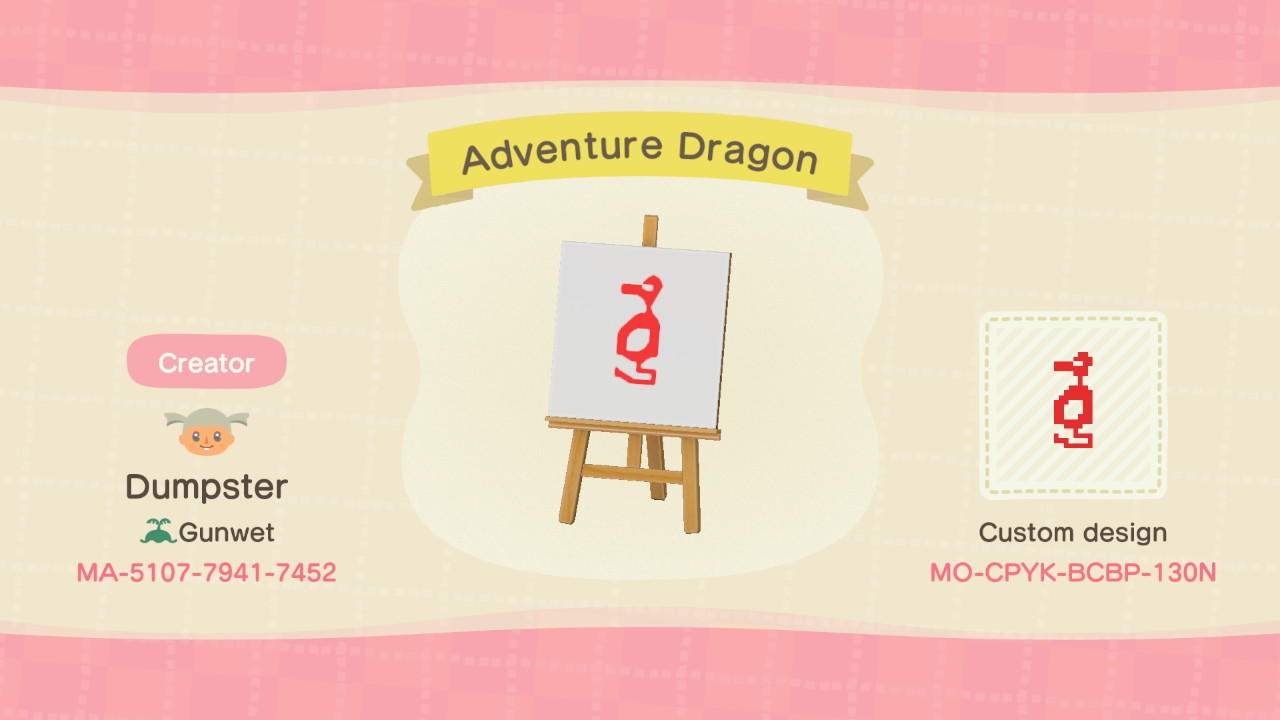 Adventure Dragon
Creator
Dumpster
Gunwet
MA-5107-7941-7452
Custom design
MO-CPYK-BCBP-130N